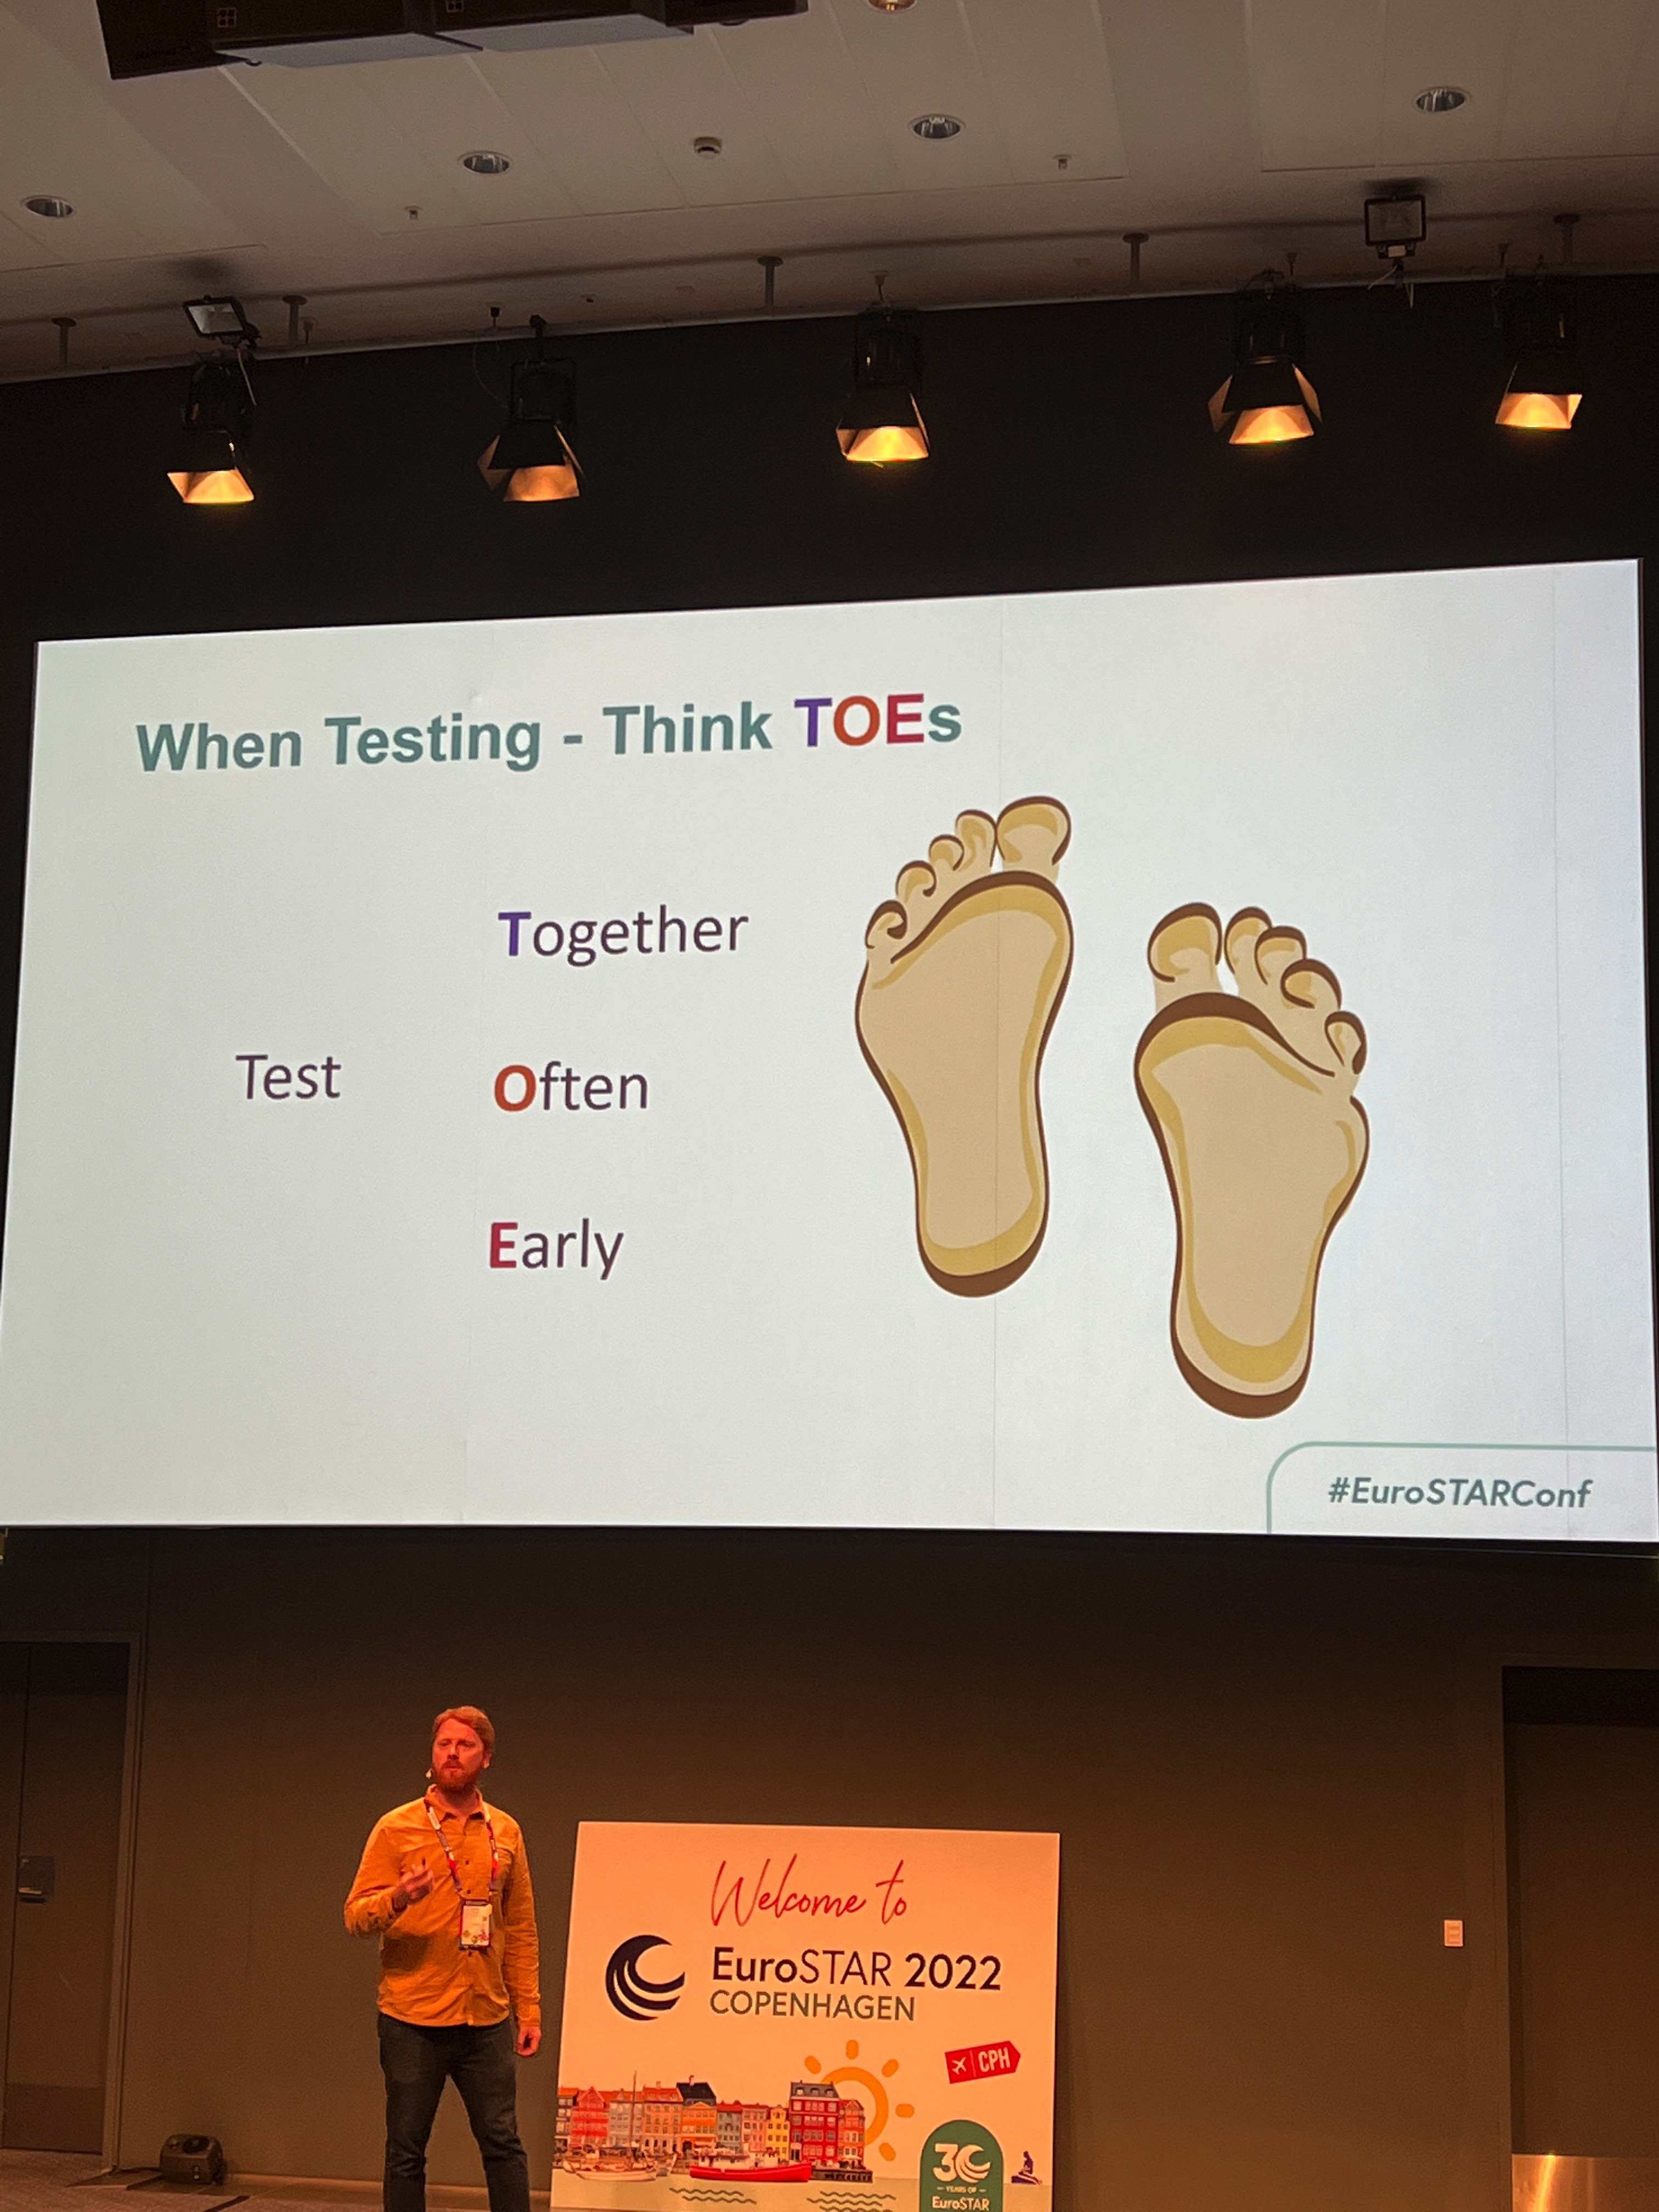 When Testing - Think TOEs
Together
Test
Often
Early
#EuroSTARConf
Welcome to
EuroSTAR 2022
COPENHAGEN
CPH
30
YEARS OF
EuroSTAR